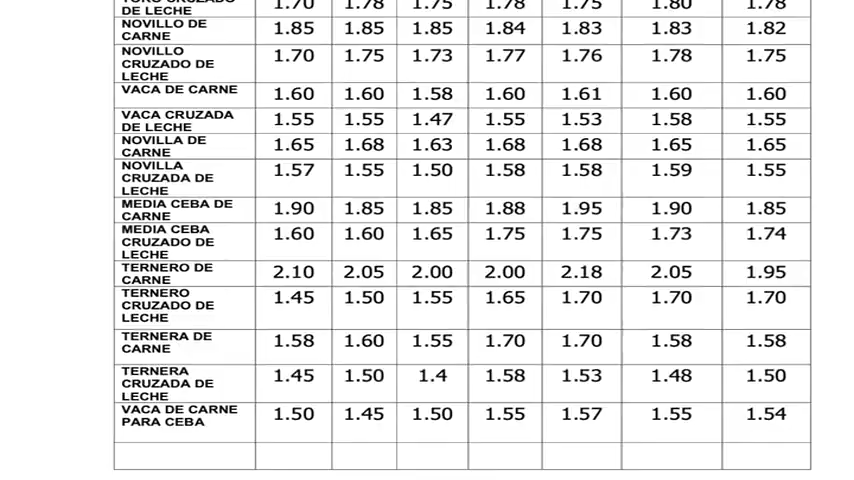 TORO CRUZADO 1.70 1.78 1.75 1.78 1.75 1.80 1.78
DE LECHE
NOVILLO DE 1.85 1.85 1.85 1.84 1.83 1.83 1.82
CARNE
NOVILLO 1.70 1.75 1.73 1.77 1.76 1.78 1.75
CRUZADO DE
LECHE
VACA DE CARNE 1.60 1.60 1.58 1.60 1.61 1.60 1.60
VACA CRUZADA 1.55 1.55 1.47 1.55 1.53 1.58 1.55
DE LECHE
NOVILLA DE 1.65 1.68 1.63 1.68 1.68 1.65 1.65
CARNE
NOVILLA 1.57 1.55 1.50 1.58 1.58 1.59 1.55
CRUZADA DE
LECHE
MEDIA CEBA DE 1.90 1.85 1.85 1.88 1.95 1.90 1.85
CARNE
MEDIA CEBA 1.60 1.60 1.65 1.75 1.75 1.73 1.74
CRUZADO DE
LECHE
TERNERO DE 2.10 2.05 2.00 2.00 2.18 2.05 1.95
CARNE
TERNERO 1.45 1.50 1.55 1.65 1.70 1.70 1.70
CRUZADO DE
LECHE
TERNERA DE 1.58 1.60 1.55 1.70 1.70 1.58 1.58
CARNE
TERNERA 1.45 1.50 1.4 1.58 1.53 1.48 1.50
CRUZADA DE
LECHE
VACA DE CARNE 1.50 1.45 1.50 1.55 1.57 1.55 1.54
PARA CEBA